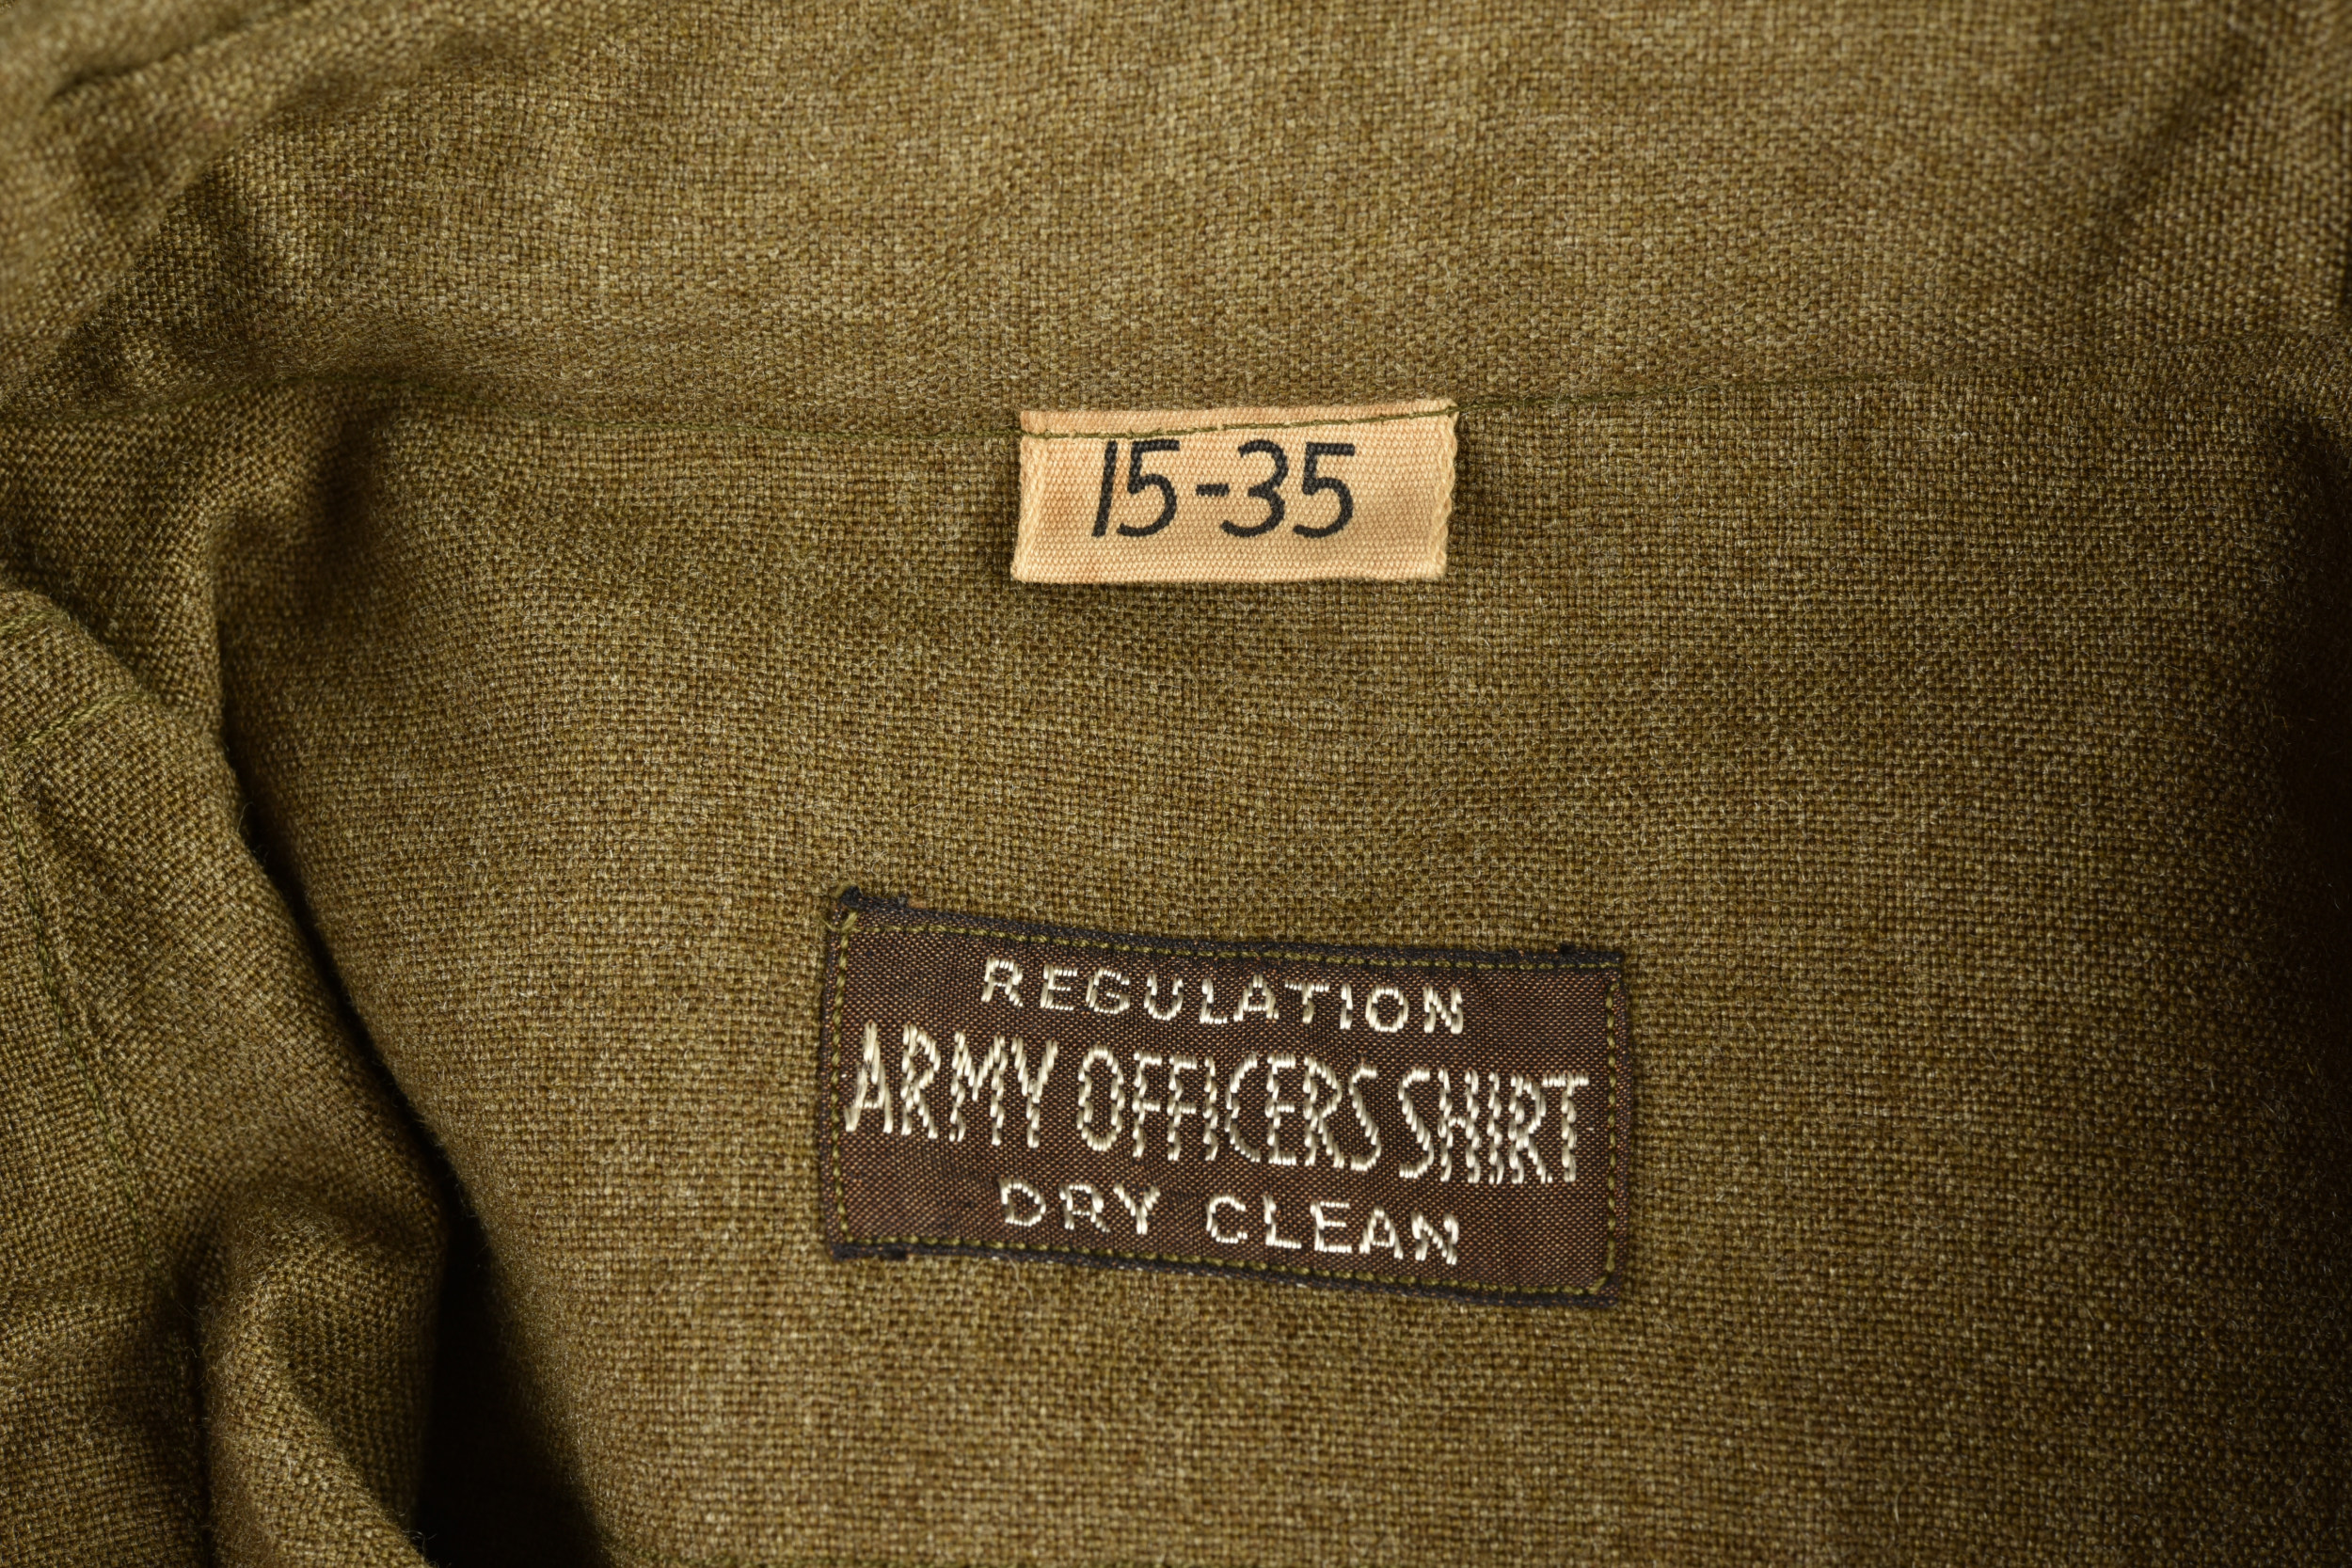 15-35
REGULATION
ARMY OFFICERS SHIRT
DRY CLEAN